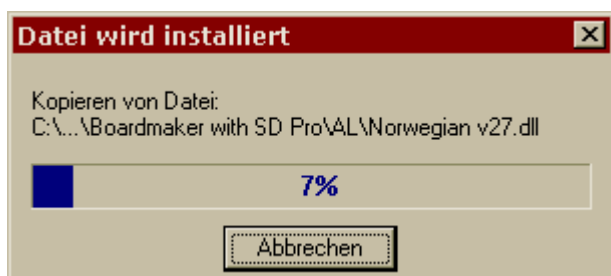 Datei wird installiert
Kopieren von Datei:
C:\...\Boardmaker with SD Pro\AL\Norwegian v27.dll
7%
Abbrechen